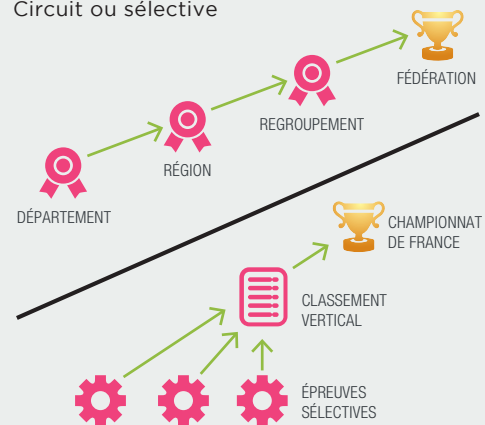 Circuit ou sélective
FÉDÉRATION
REGROUPEMENT
RÉGION
DÉPARTEMENT
CHAMPIONNAT
DE FRANCE
CLASSEMENT
VERTICAL
ÉPREUVES
SÉLECTIVES